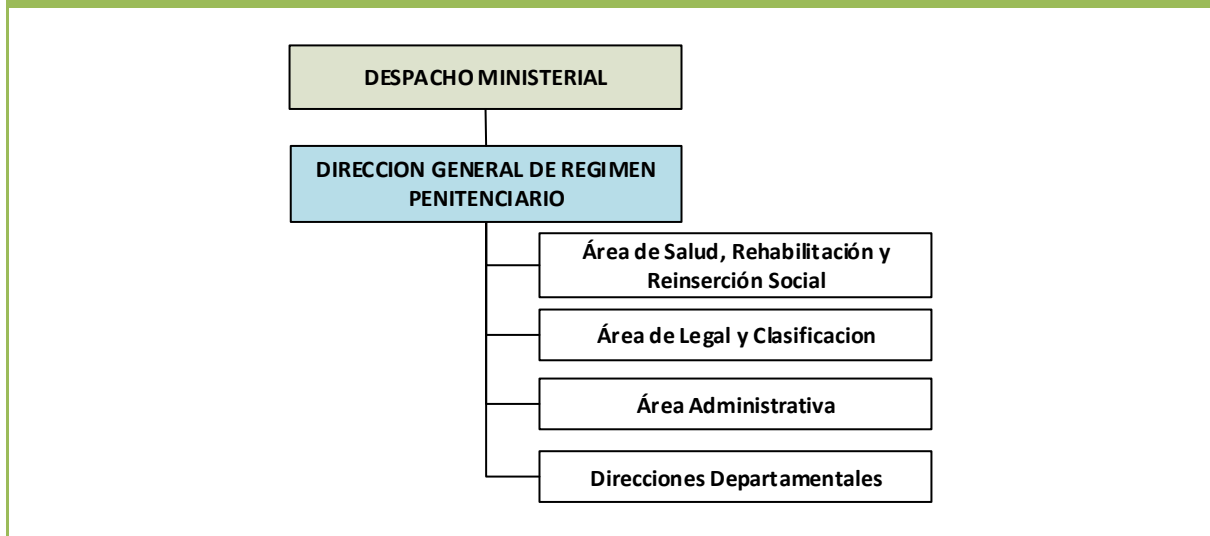 DESPACHO MINISTERIAL
DIRECCION GENERAL DE REGIMEN
PENITENCIARIO
Área de Salud, Rehabilitación y
Reinserción Social
Área de Legal y Clasificacion
Área Administrativa
Direcciones Departamentales